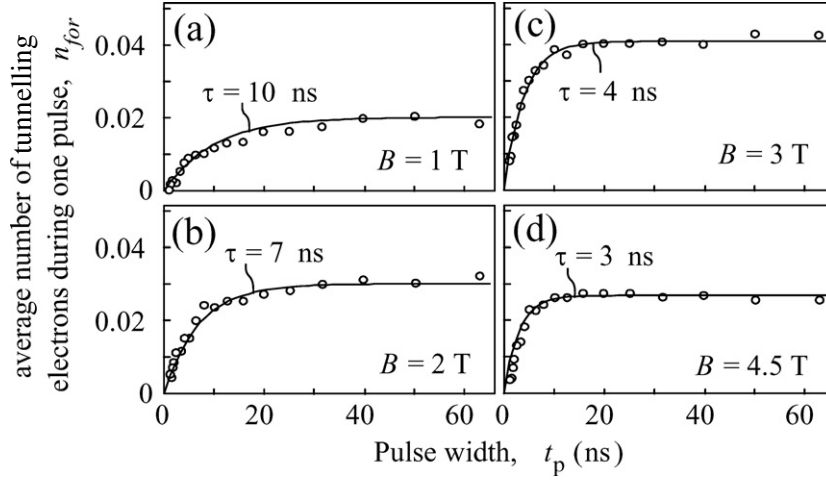 average number of tunnelling
electrons during one pulse, n_for
(a)
0.04
0.02
0
τ = 10 ns
B = 1 T
(c)
τ = 4 ns
B = 3 T
(b)
0.04
0.02
0
τ = 7 ns
B = 2 T
(d)
τ = 3 ns
B = 4.5 T
0 20 40 60 0 20 40 60
Pulse width, t_p (ns)